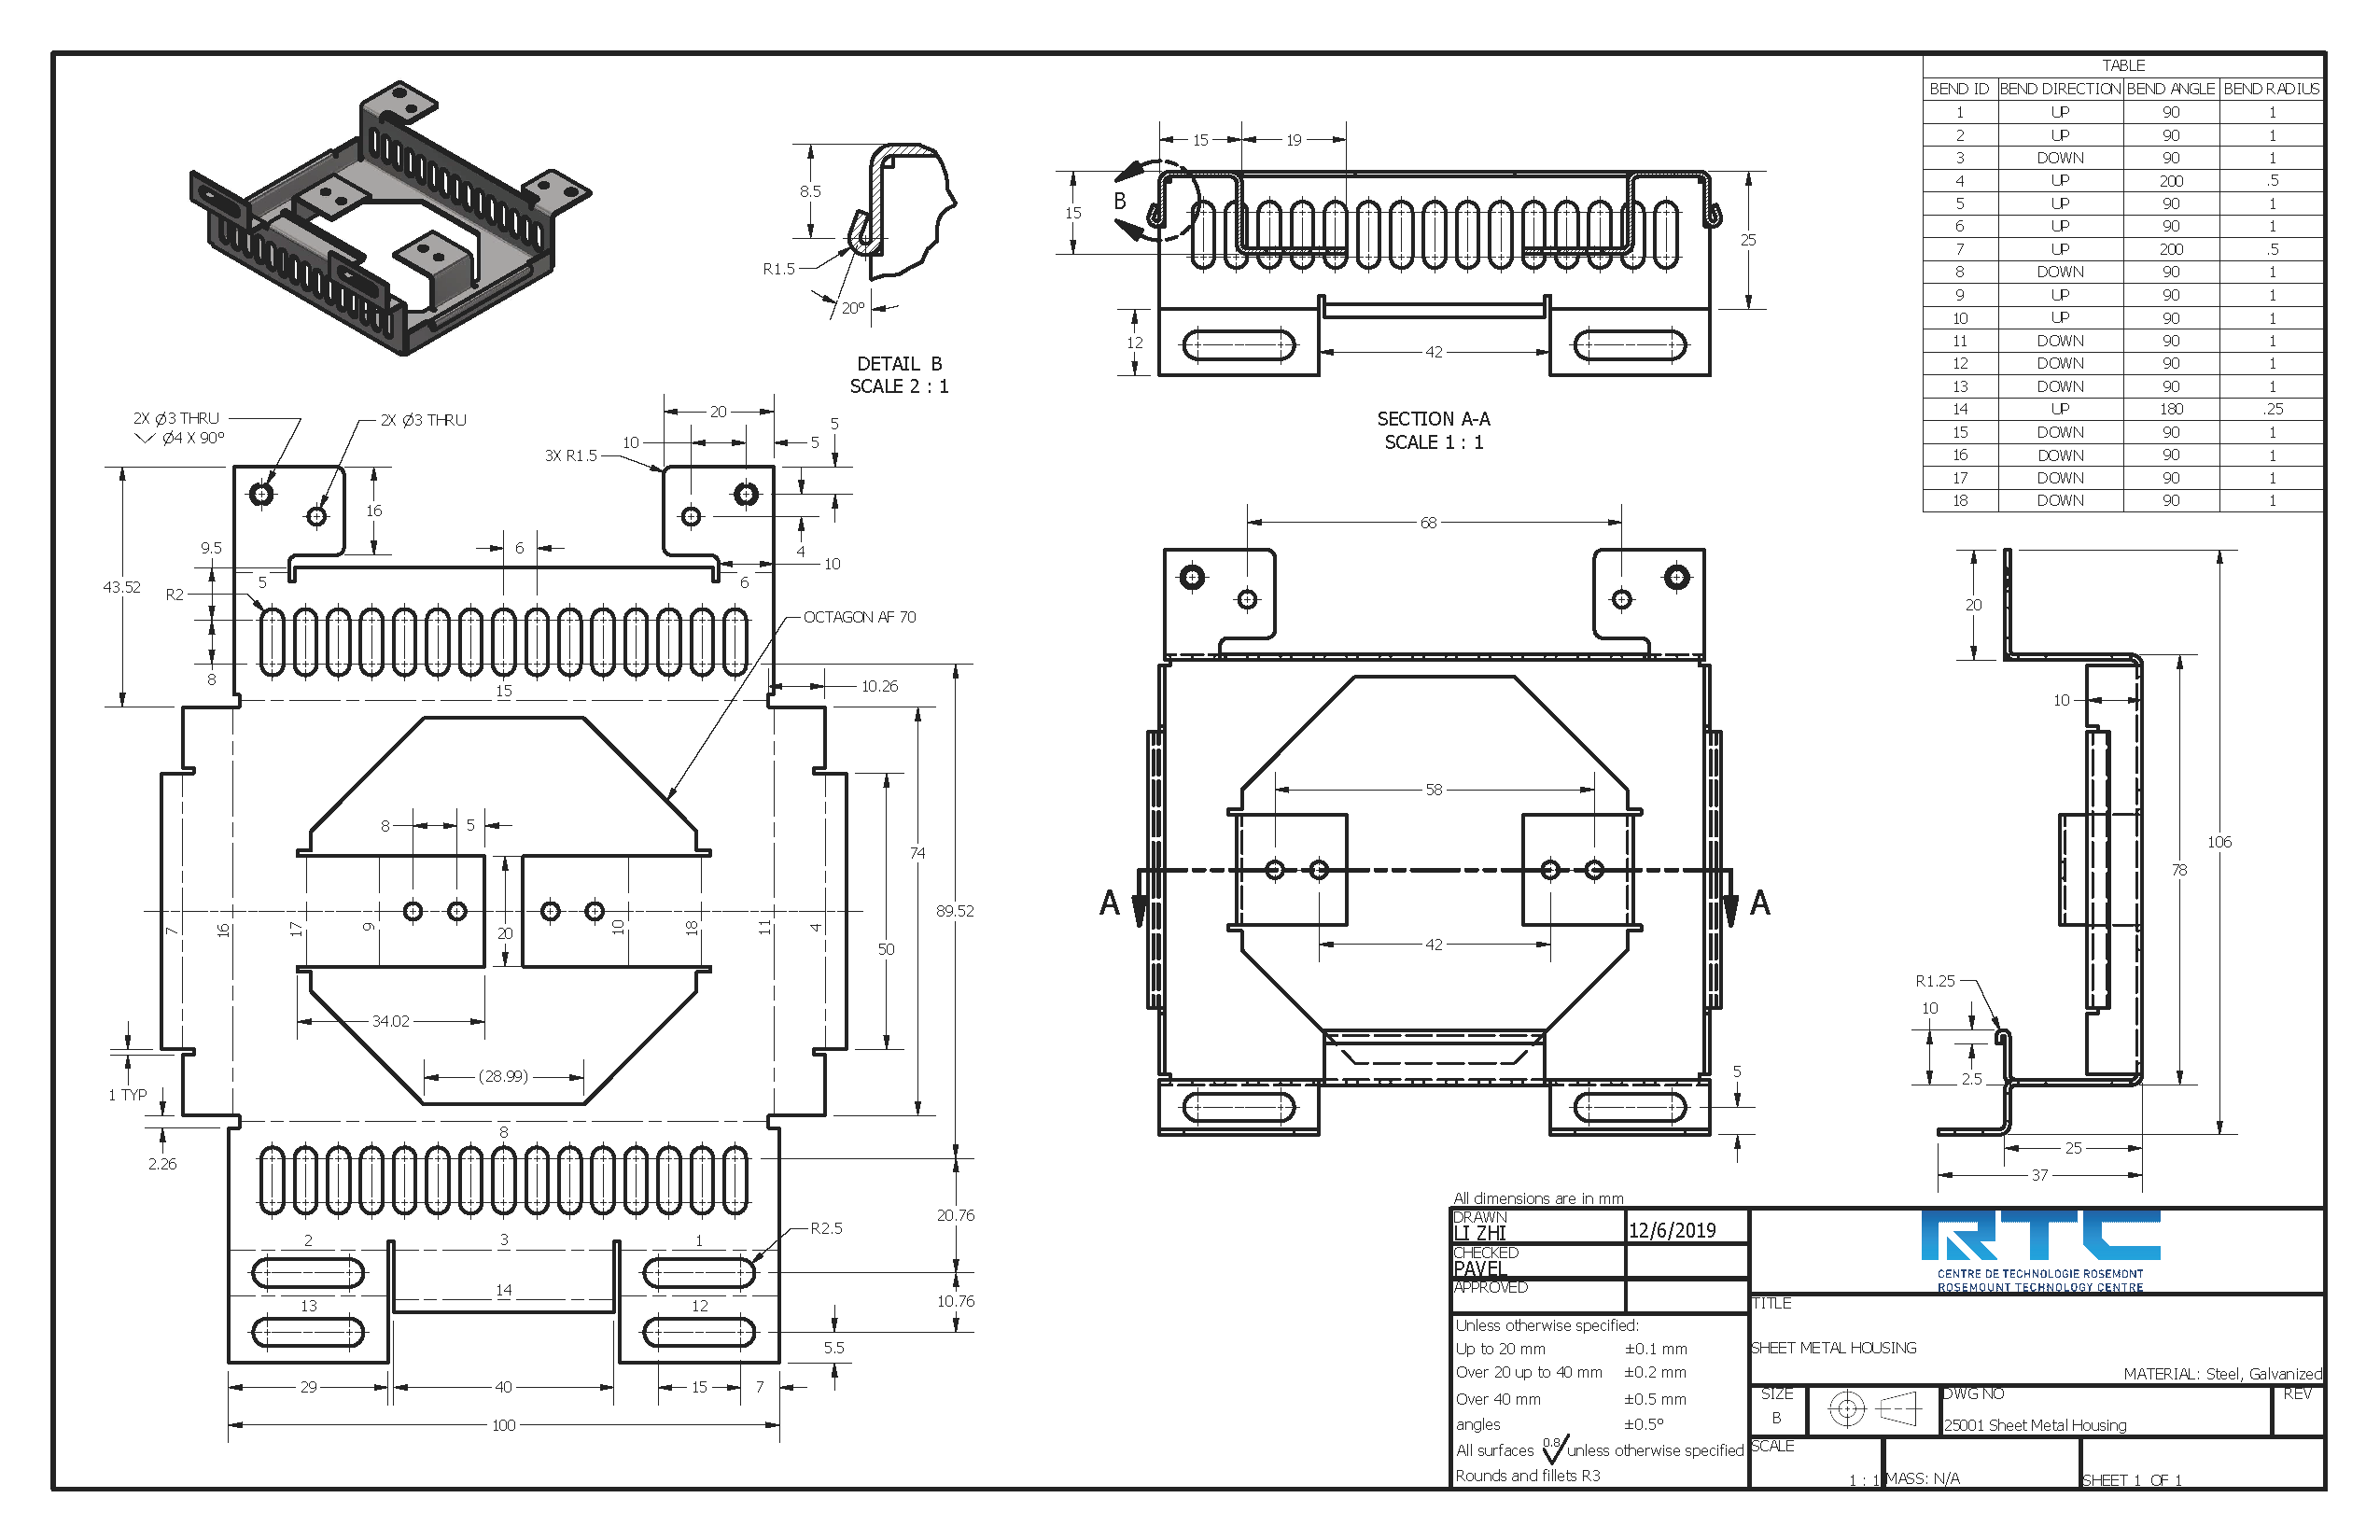 TABLE
BEND ID BEND DIRECTION BEND ANGLE BEND RADIUS
1 UP 90 1
2 UP 90 1
3 DOWN 90 1
4 UP 200 .5
5 UP 90 1
6 UP 90 1
7 UP 200 .5
8 DOWN 90 1
9 UP 90 1
10 UP 90 1
11 DOWN 90 1
12 DOWN 90 1
13 DOWN 90 1
14 UP 180 .25
15 DOWN 90 1
16 DOWN 90 1
17 DOWN 90 1
18 DOWN 90 1
8.5
R1.5
20°
DETAIL B
SCALE 2 : 1
15
19
B
15
25
12
42
SECTION A-A
SCALE 1 : 1
2X Ø3 THRU
Ø4 X 90°
2X Ø3 THRU
20
10
5
5
3X R1.5
16
4
10
9.5
6
43.52
R2
5
6
OCTAGON AF 70
8
15
10.26
8
5
74
89.52
20
50
7
16
17
9
10
18
11
4
34.02
(28.99)
1 TYP
2.26
8
R2.5
20.76
2
3
1
14
13
12
10.76
5.5
29
40
15
7
100
68
58
A
A
42
5
20
10
106
78
R1.25
10
2.5
25
37
All dimensions are in mm
DRAWN
LI ZHI
12/6/2019
CHECKED
PAVEL
APPROVED
Unless otherwise specified:
Up to 20 mm ±0.1 mm
Over 20 up to 40 mm ±0.2 mm
Over 40 mm ±0.5 mm
angles ±0.5°
All surfaces 0.8 unless otherwise specified
Rounds and fillets R3
RTC
CENTRE DE TECHNOLOGIE ROSEMONT
ROSEMOUNT TECHNOLOGY CENTRE
TITLE
SHEET METAL HOUSING
MATERIAL: Steel, Galvanized
SIZE
B
DWG NO
25001 Sheet Metal Housing
REV
SCALE
1 : 1
MASS: N/A
SHEET 1 OF 1